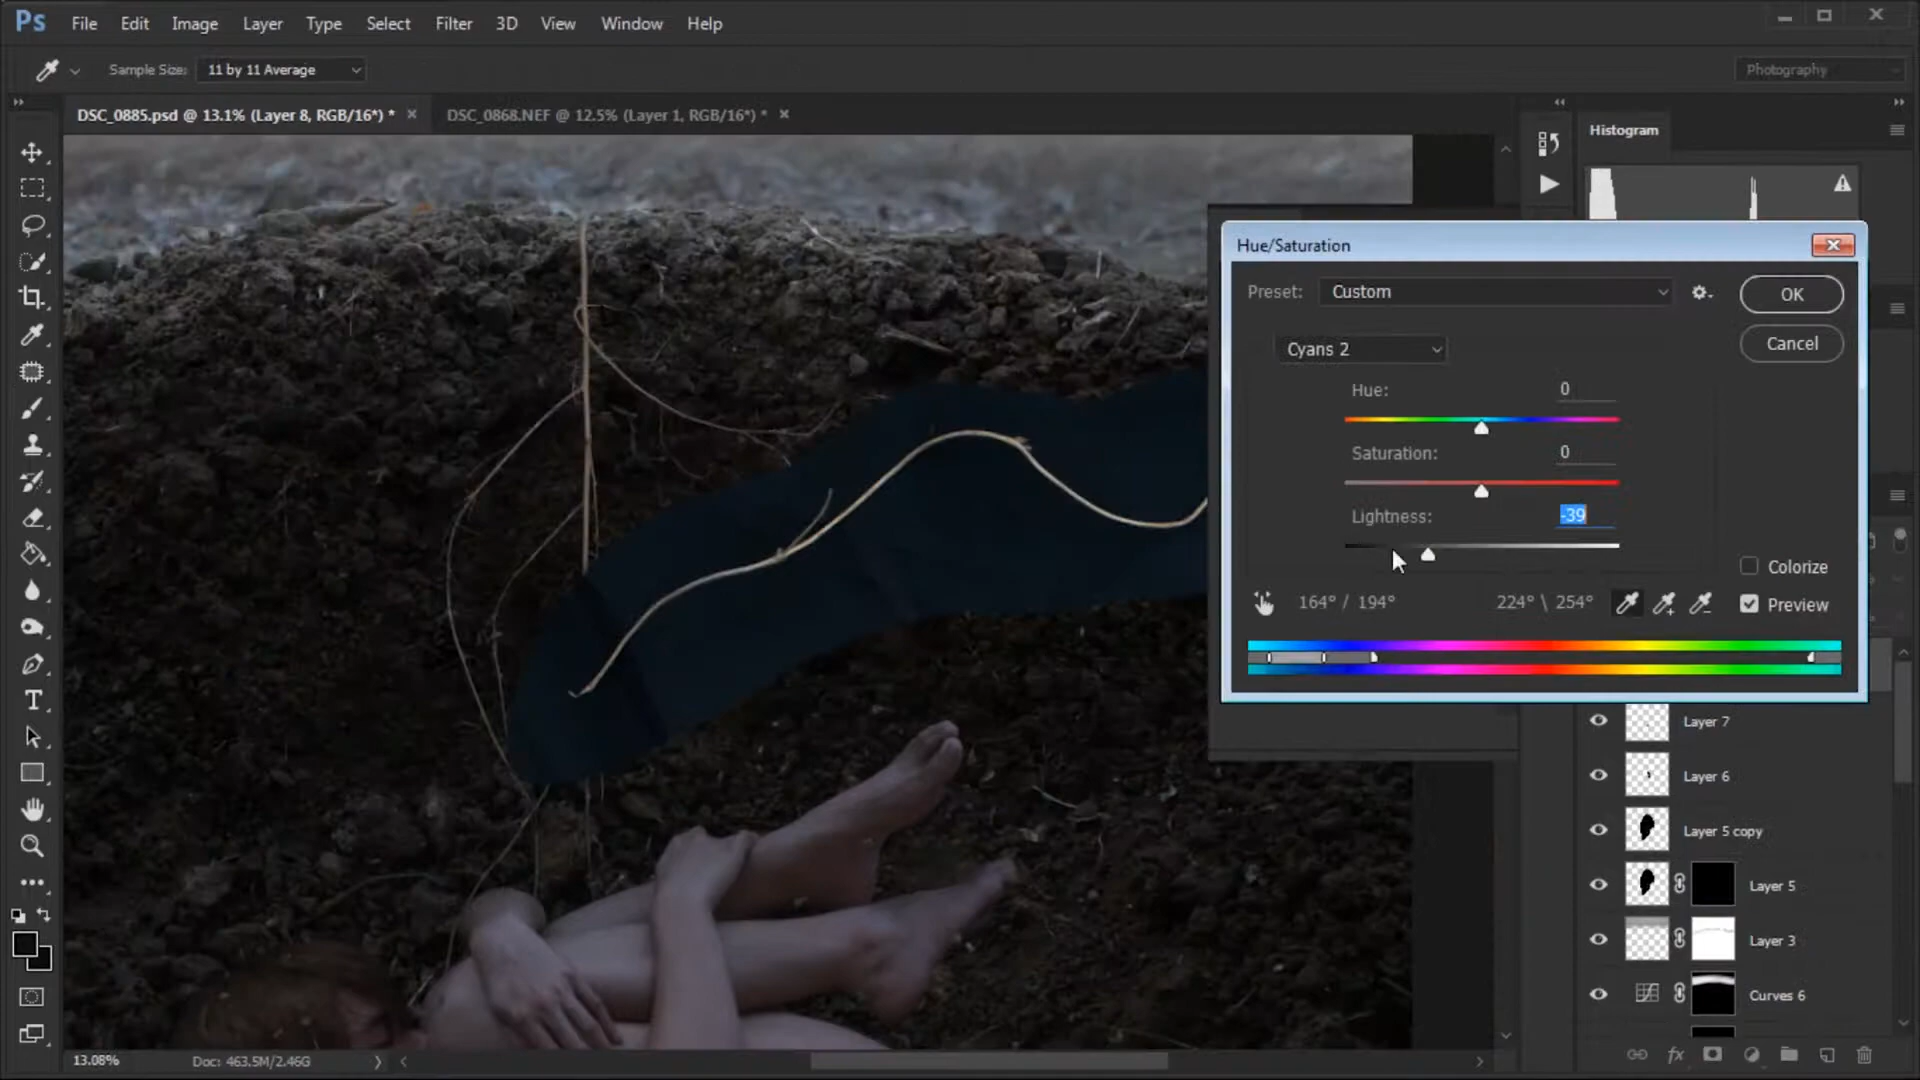 Ps File Edit Image Layer Type Select Filter 3D View Window Help
Sample Size: 11 by 11 Average
Photography
DSC_0885.psd @ 13.1% (Layer 8, RGB/16*) *
DSC_0868.NEF @ 12.5% (Layer 1, RGB/16*) *
Histogram
Hue/Saturation
Preset: Custom
OK
Cyans 2
Cancel
Hue: 0
Saturation: 0
Lightness: -39
Colorize
164° / 194°
224° \ 254°
Preview
Layer 7
Layer 6
Layer 5 copy
Layer 5
Layer 3
Curves 6
13.08%
Doc: 463.5M/2.46G
fx